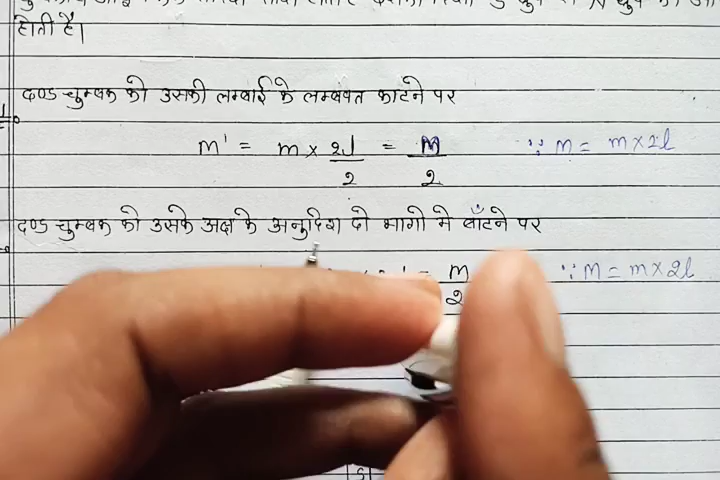 होती है।
दण्ड चुम्बक को उसकी लम्बाई के लम्बवत काटने पर
m' = m × 2l/2 = M/2 ∵ M = m × 2l
दण्ड चुम्बक को उसके अक्ष के अनुदिश दो भागो मे बाँटने पर
= M/2 ∵ M = m × 2l